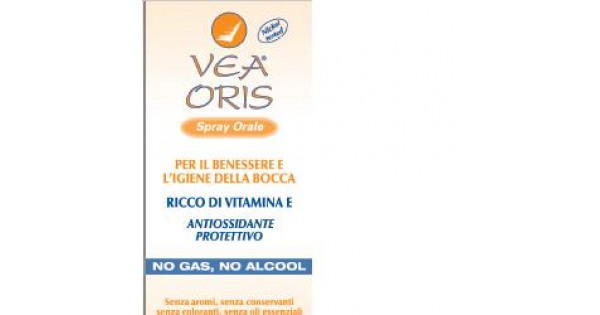 Nickel tested
VEA®
ORIS
Spray Orale
PER IL BENESSERE E
L'IGIENE DELLA BOCCA
RICCO DI VITAMINA E
ANTIOSSIDANTE
PROTETTIVO
NO GAS, NO ALCOOL
Senza aromi, senza conservanti
senza coloranti, senza oli essenziali